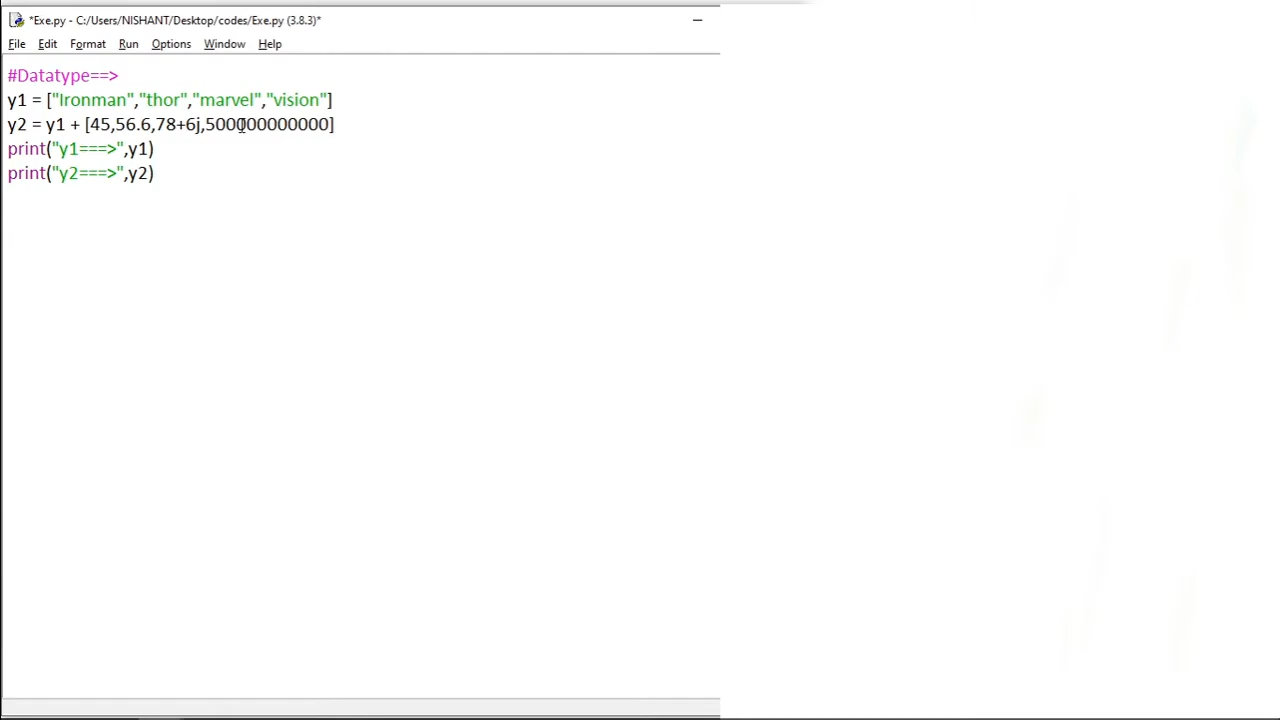 *Exe.py - C:/Users/NISHANT/Desktop/codes/Exe.py (3.8.3)*
File Edit Format Run Options Window Help
#Datatype==>
y1 = ["Ironman","thor","marvel","vision"]
y2 = y1 + [45,56.6,78+6j,500000000000]
print("y1===>",y1)
print("y2===>",y2)